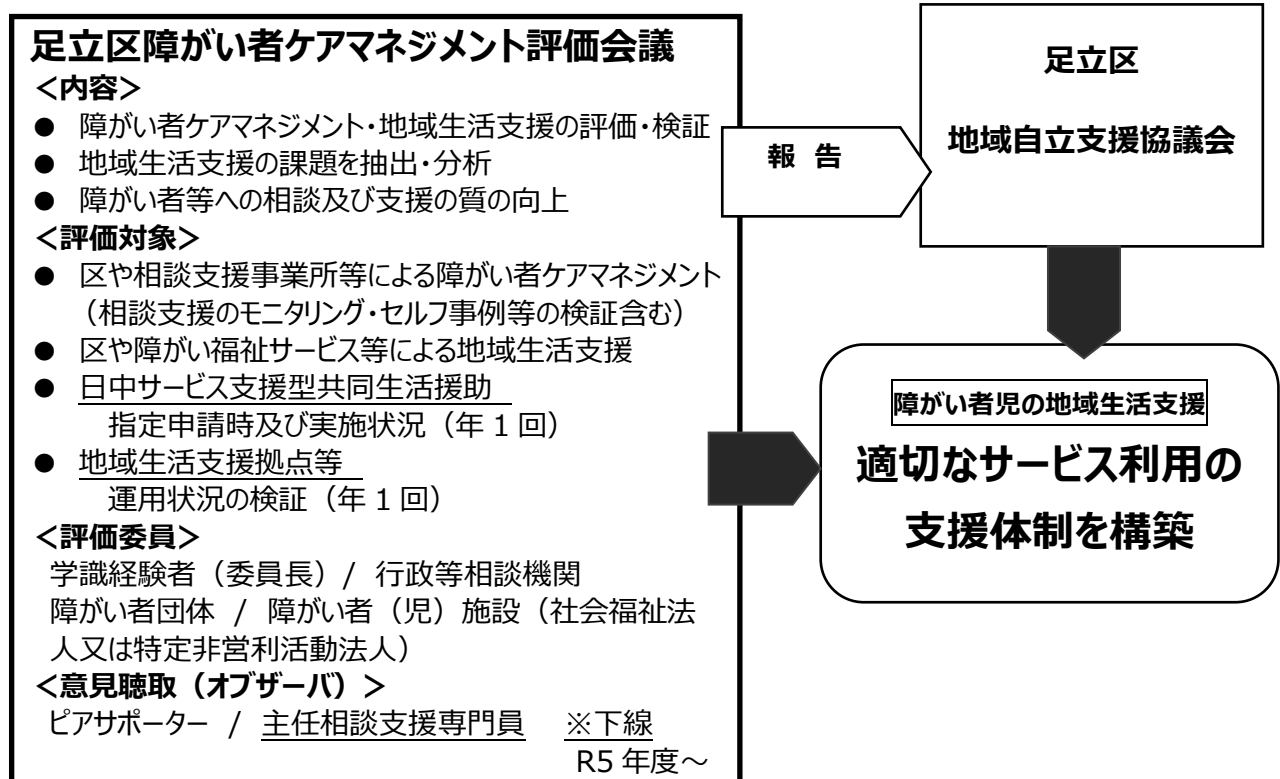 足立区障がい者ケアマネジメント評価会議
＜内容＞
● 障がい者ケアマネジメント・地域生活支援の評価・検証
● 地域生活支援の課題を抽出・分析
● 障がい者等への相談及び支援の質の向上
＜評価対象＞
● 区や相談支援事業所等による障がい者ケアマネジメント
（相談支援のモニタリング・セルフ事例等の検証含む）
● 区や障がい福祉サービス等による地域生活支援
● 日中サービス支援型共同生活援助
指定申請時及び実施状況（年１回）
● 地域生活支援拠点等
運用状況の検証（年１回）
＜評価委員＞
学識経験者（委員長）/ 行政等相談機関
障がい者団体 / 障がい者（児）施設（社会福祉法
人又は特定非営利活動法人）
＜意見聴取（オブザーバ）＞
ピアサポーター / 主任相談支援専門員 ※下線
R5 年度～
報 告
足立区
地域自立支援協議会
障がい者児の地域生活支援
適切なサービス利用の
支援体制を構築